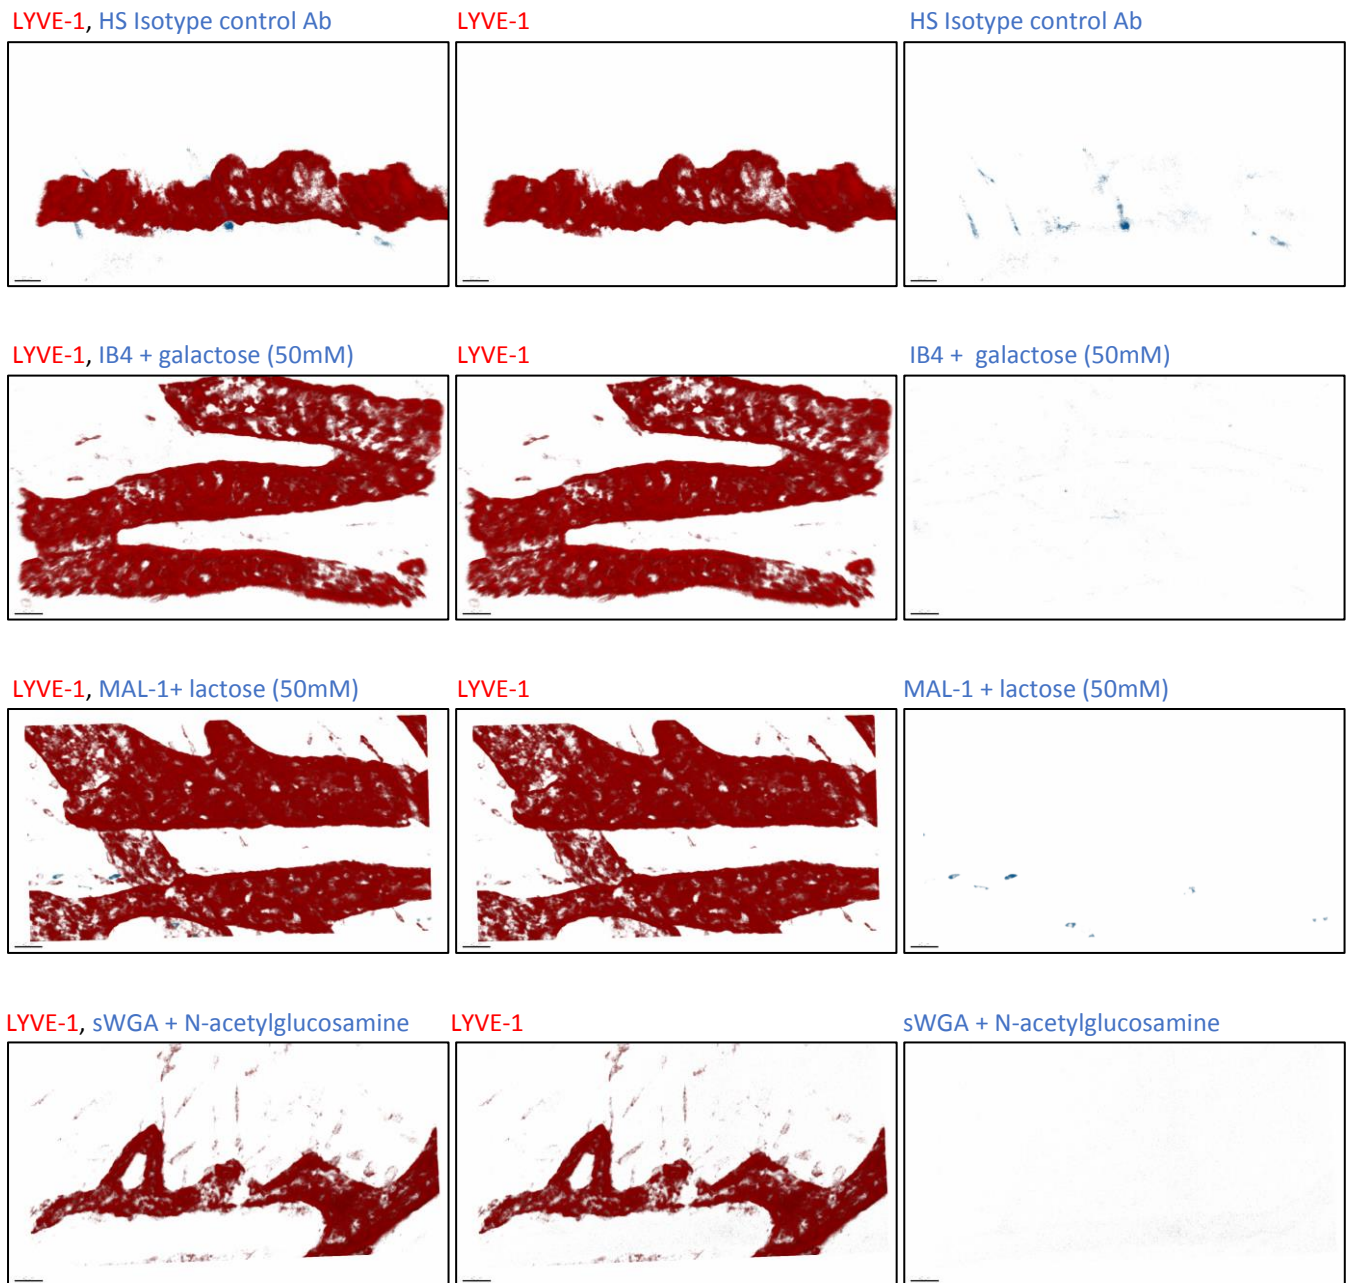 LYVE-1, HS Isotype control Ab
LYVE-1
HS Isotype control Ab
LYVE-1, IB4 + galactose (50mM)
LYVE-1
IB4 + galactose (50mM)
LYVE-1, MAL-1+ lactose (50mM)
LYVE-1
MAL-1 + lactose (50mM)
LYVE-1, sWGA + N-acetylglucosamine
LYVE-1
sWGA + N-acetylglucosamine